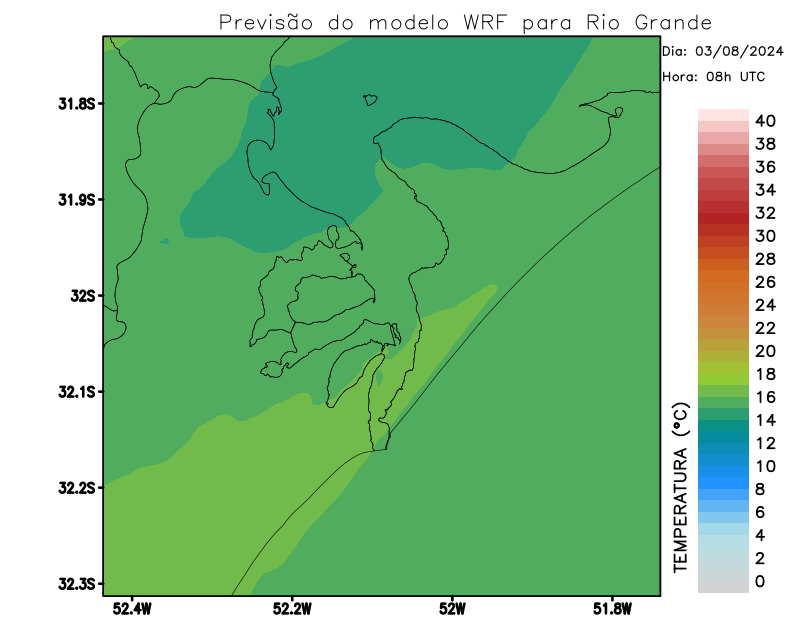 Previsão do modelo WRF para Rio Grande
Dia: 03/08/2024
Hora: 08h UTC
31.8S
31.9S
32S
32.1S
32.2S
32.3S
52.4W
52.2W
52W
51.8W
TEMPERATURA (°C)
40
38
36
34
32
30
28
26
24
22
20
18
16
14
12
10
8
6
4
2
0